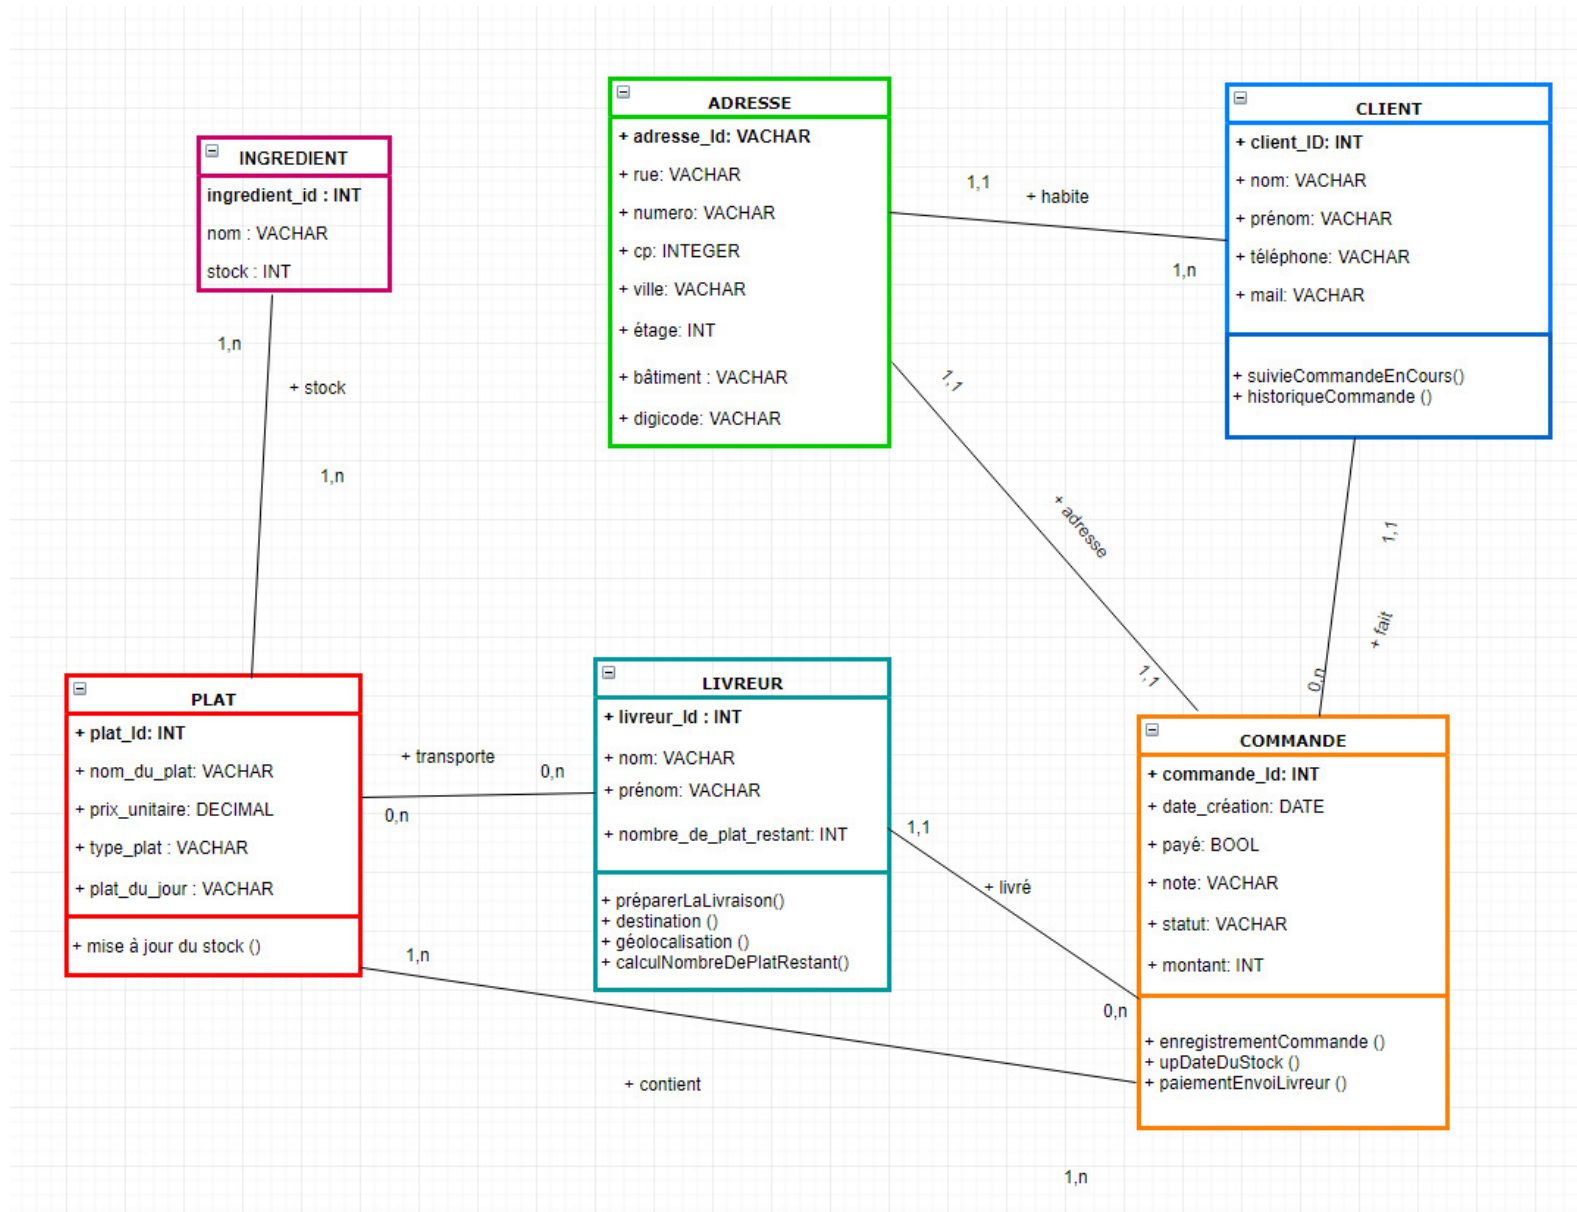 ADRESSE
+ adresse_Id: VACHAR
+ rue: VACHAR
+ numero: VACHAR
+ cp: INTEGER
+ ville: VACHAR
+ étage: INT
+ bâtiment : VACHAR
+ digicode: VACHAR
CLIENT
+ client_ID: INT
+ nom: VACHAR
+ prénom: VACHAR
+ téléphone: VACHAR
+ mail: VACHAR
+ suivieCommandeEnCours()
+ historiqueCommande ()
INGREDIENT
ingredient_id : INT
nom : VACHAR
stock : INT
1,1
+ habite
1,n
1,n
+ stock
1,n
1,1
+ adresse
1,1
1,1
+ fait
0,n
PLAT
+ plat_Id: INT
+ nom_du_plat: VACHAR
+ prix_unitaire: DECIMAL
+ type_plat : VACHAR
+ plat_du_jour : VACHAR
+ mise à jour du stock ()
+ transporte
0,n
0,n
LIVREUR
+ livreur_Id : INT
+ nom: VACHAR
+ prénom: VACHAR
+ nombre_de_plat_restant: INT
+ préparerLaLivraison()
+ destination ()
+ géolocalisation ()
+ calculNombreDePlatRestant()
1,1
+ livré
0,n
COMMANDE
+ commande_Id: INT
+ date_création: DATE
+ payé: BOOL
+ note: VACHAR
+ statut: VACHAR
+ montant: INT
+ enregistrementCommande ()
+ upDateDuStock ()
+ paiementEnvoiLivreur ()
1,n
+ contient
1,n